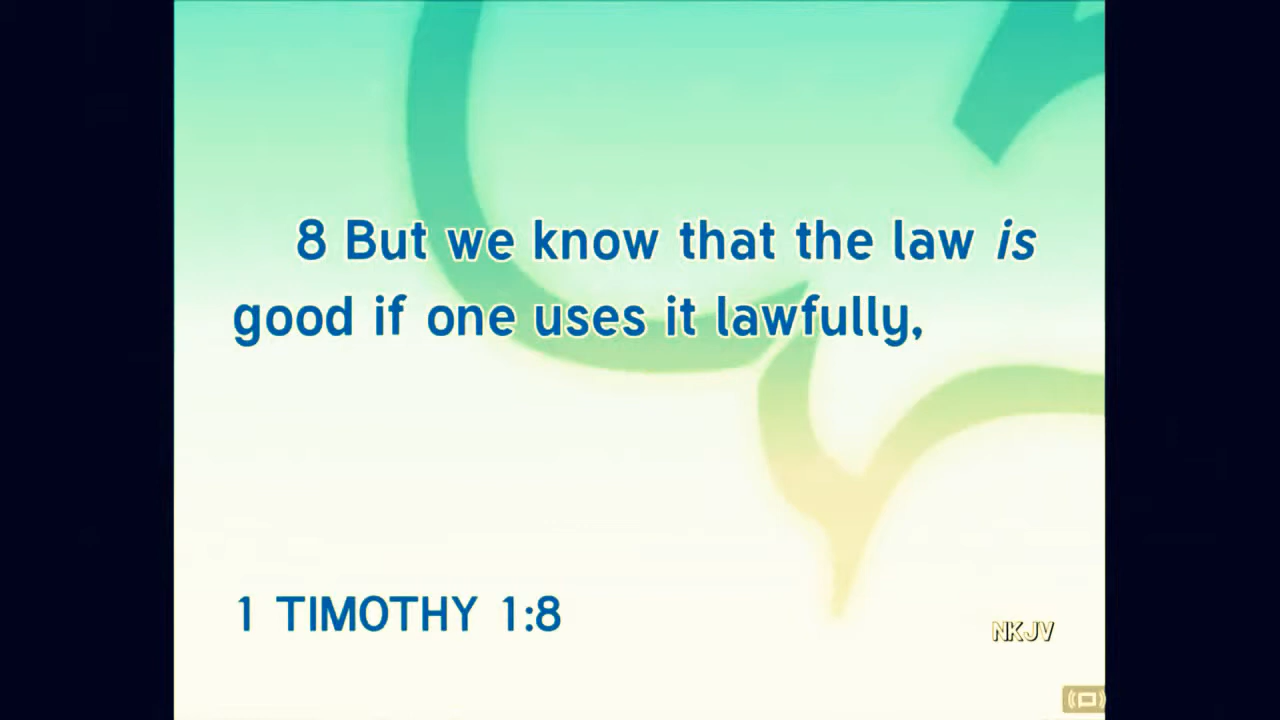 8 But we know that the law is
good if one uses it lawfully,
1 TIMOTHY 1:8
NKJV